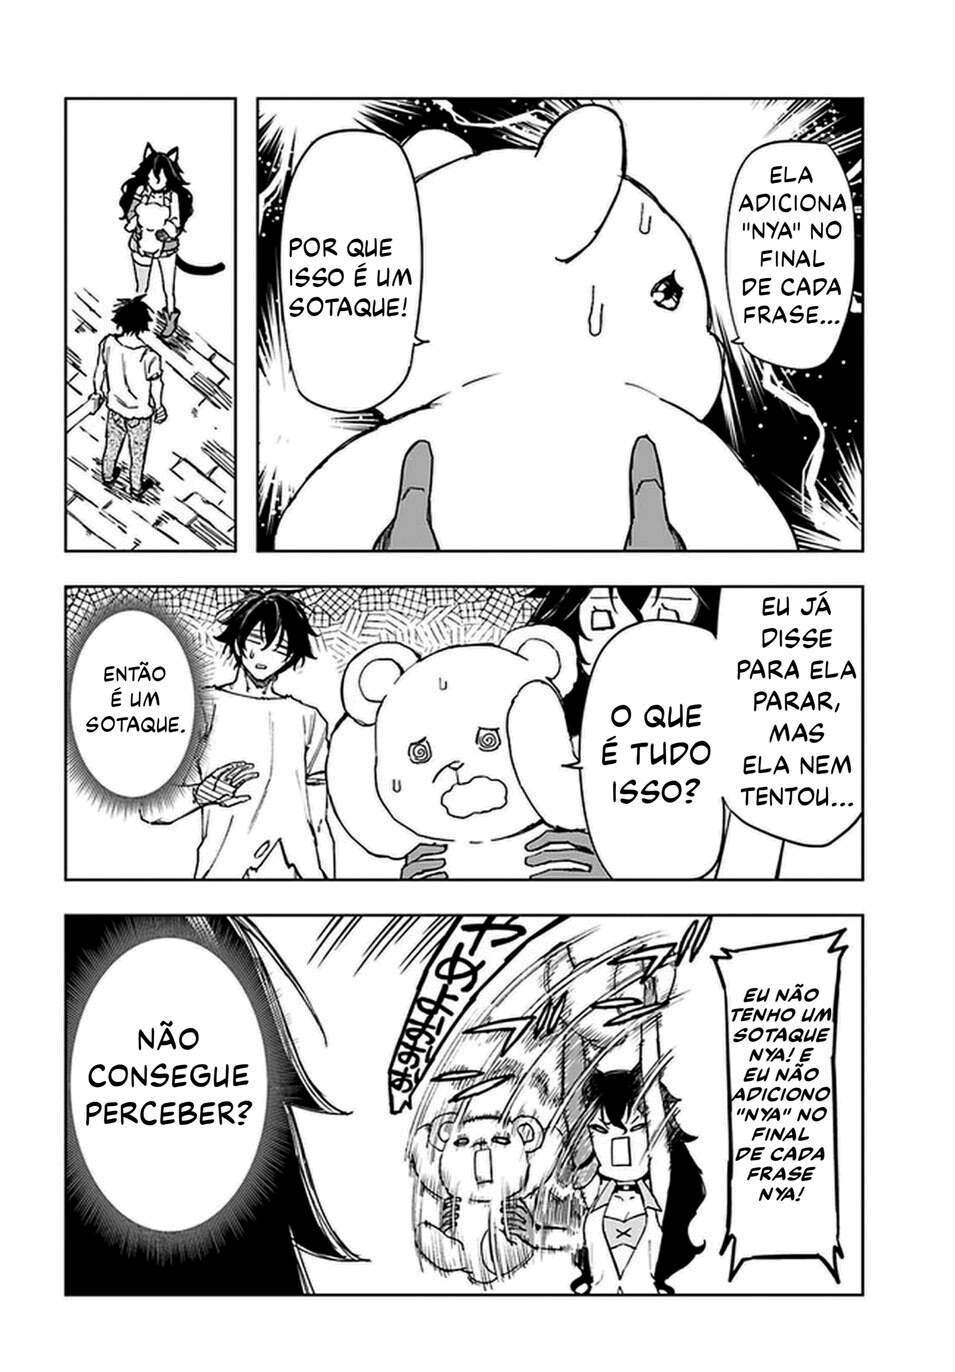 ELA
ADICIONA
"NYA" NO
FINAL
DE CADA
FRASE...
POR QUE
ISSO É UM
SOTAQUE!
EU JÁ
DISSE
PARA ELA
PARAR,
MAS
ELA NEM
TENTOU...
O QUE
É TUDO
ISSO?
ENTÃO
É UM
SOTAQUE.
EU NÃO
TENHO UM
SOTAQUE
NYA! E
EU NÃO
ADICIONO
"NYA" NO
FINAL
DE CADA
FRASE
NYA!
NÃO
CONSEGUE
PERCEBER?